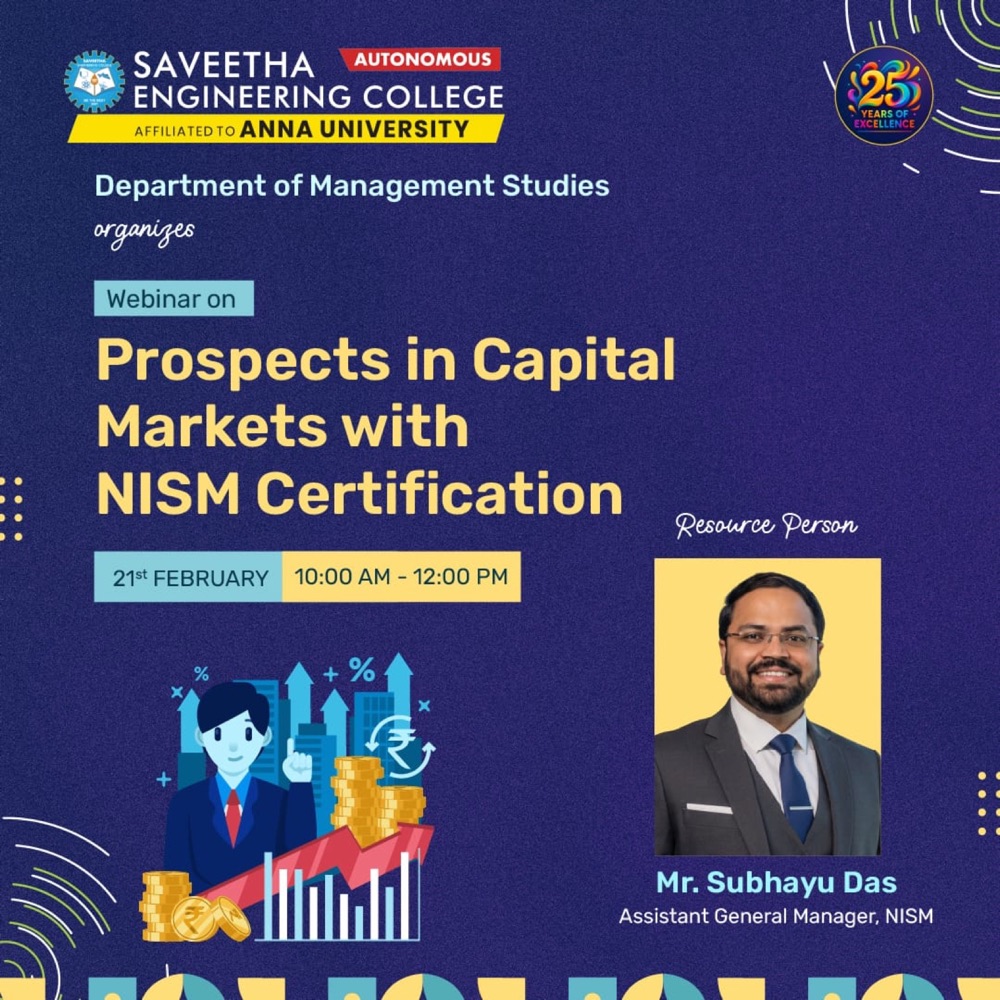 SAVEETHA
AUTONOMOUS
ENGINEERING COLLEGE
AFFILIATED TO ANNA UNIVERSITY
25
YEARS OF
EXCELLENCE
Department of Management Studies
organizes
Webinar on
Prospects in Capital
Markets with
NISM Certification
21st FEBRUARY
10:00 AM - 12:00 PM
Resource Person
% + %
₹
₹
Mr. Subhayu Das
Assistant General Manager, NISM